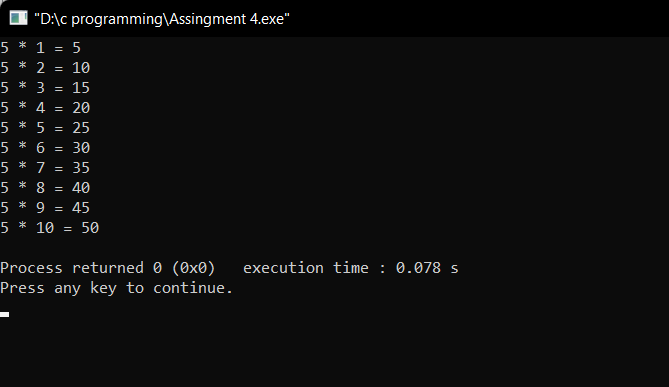 "D:\c programming\Assingment 4.exe"
5 * 1 = 5
5 * 2 = 10
5 * 3 = 15
5 * 4 = 20
5 * 5 = 25
5 * 6 = 30
5 * 7 = 35
5 * 8 = 40
5 * 9 = 45
5 * 10 = 50
Process returned 0 (0x0)   execution time : 0.078 s
Press any key to continue.